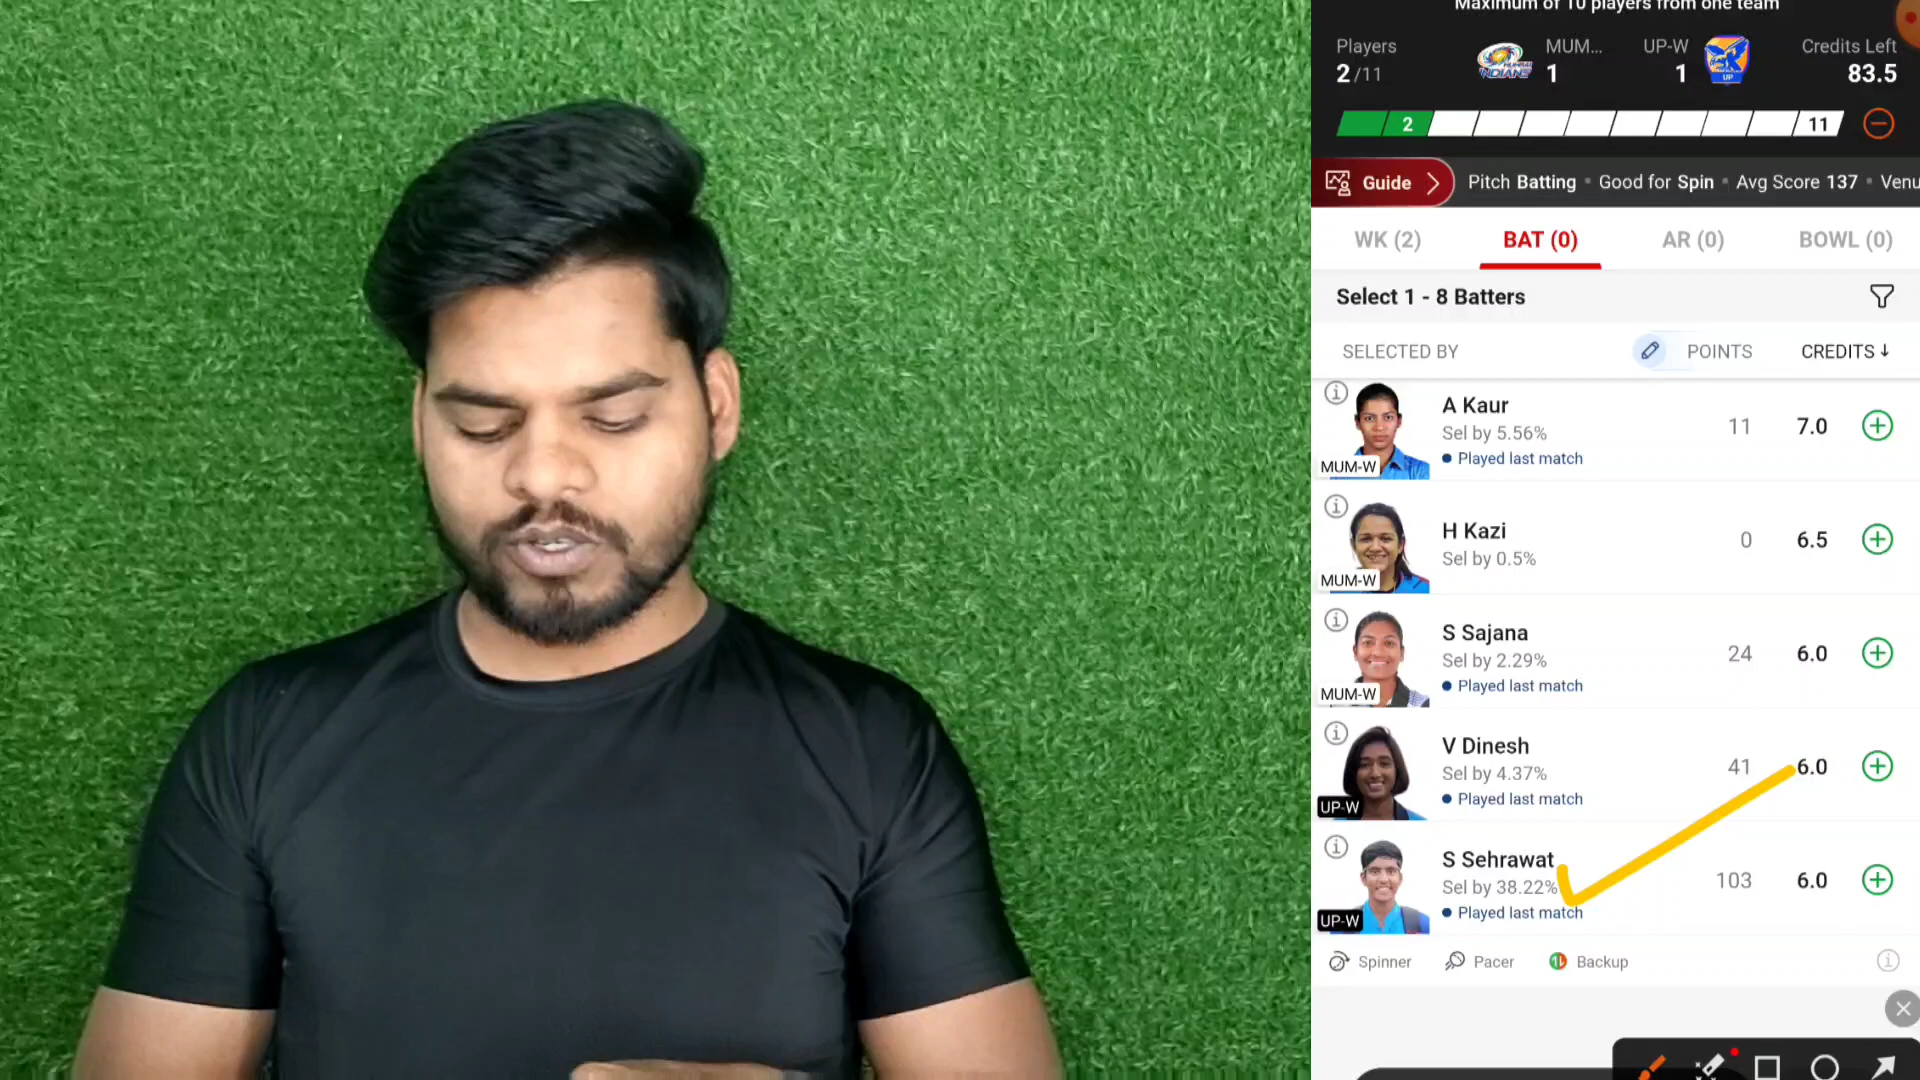 Maximum of 10 players from one team
Players MUM... UP-W Credits Left
2/11 1 1 83.5
INDIANS
UP
2 11
Guide Pitch Batting Good for Spin Avg Score 137 Venu
WK (2) BAT (0) AR (0) BOWL (0)
Select 1 - 8 Batters
SELECTED BY POINTS CREDITS
A Kaur
Sel by 5.56% 11 7.0
Played last match
MUM-W
H Kazi
Sel by 0.5% 0 6.5
MUM-W
S Sajana
Sel by 2.29% 24 6.0
Played last match
MUM-W
V Dinesh
Sel by 4.37% 41 6.0
Played last match
UP-W
S Sehrawat
Sel by 38.22% 103 6.0
Played last match
UP-W
Spinner Pacer Backup